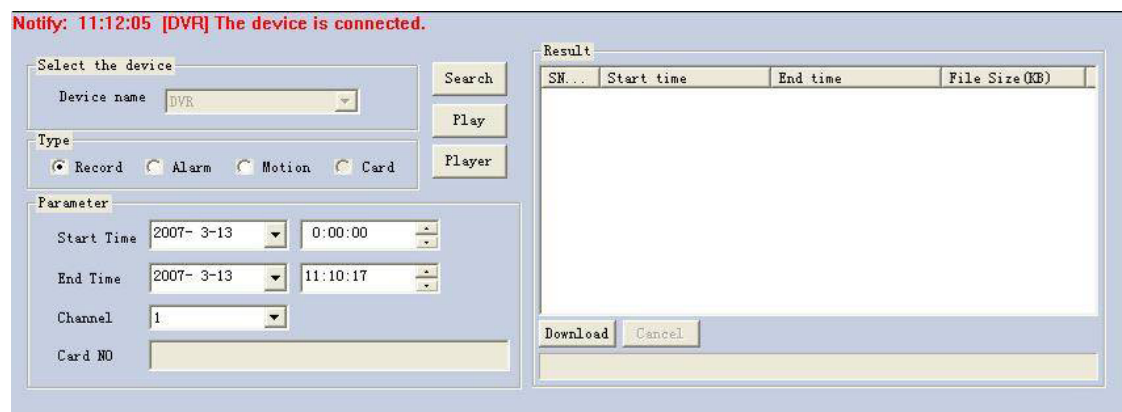 Notify: 11:12:05 [DVR] The device is connected.
Select the device
Device name DVR
Search
Play
Player
Type
Record Alarm Motion Card
Parameter
Start Time 2007- 3-13 0:00:00
End Time 2007- 3-13 11:10:17
Channel 1
Card NO
Result
SN... Start time End time File Size(KB)
Download Cancel